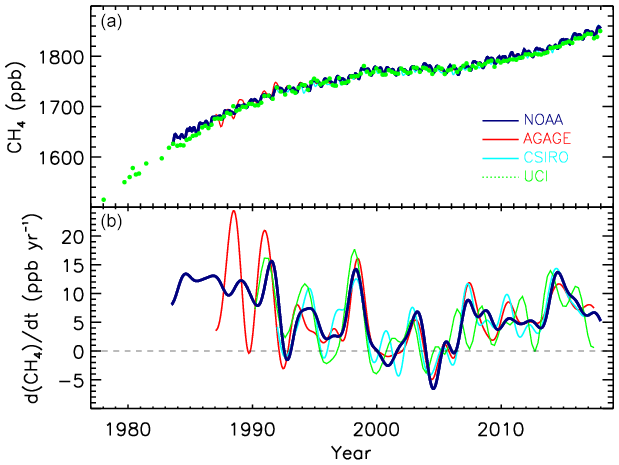 (a)
CH₄ (ppb)
1800
1700
1600
NOAA
AGAGE
CSIRO
UCI
(b)
d(CH₄)/dt (ppb yr⁻¹)
20
15
10
5
0
−5
1980 1990 2000 2010
Year